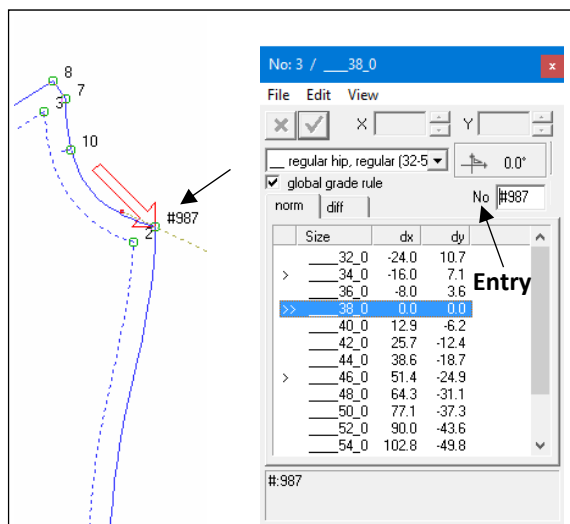 8
7
3
10
#987
2
No: 3 / ___38_0
x
File Edit View
X Y
__ regular hip, regular (32-5 0.0°
global grade rule
No #987
norm diff
Entry
Size dx dy
____32_0 -24.0 10.7
> ____34_0 -16.0 7.1
____36_0 -8.0 3.6
>> ____38_0 0.0 0.0
____40_0 12.9 -6.2
____42_0 25.7 -12.4
____44_0 38.6 -18.7
> ____46_0 51.4 -24.9
____48_0 64.3 -31.1
____50_0 77.1 -37.3
____52_0 90.0 -43.6
____54_0 102.8 -49.8
#:987